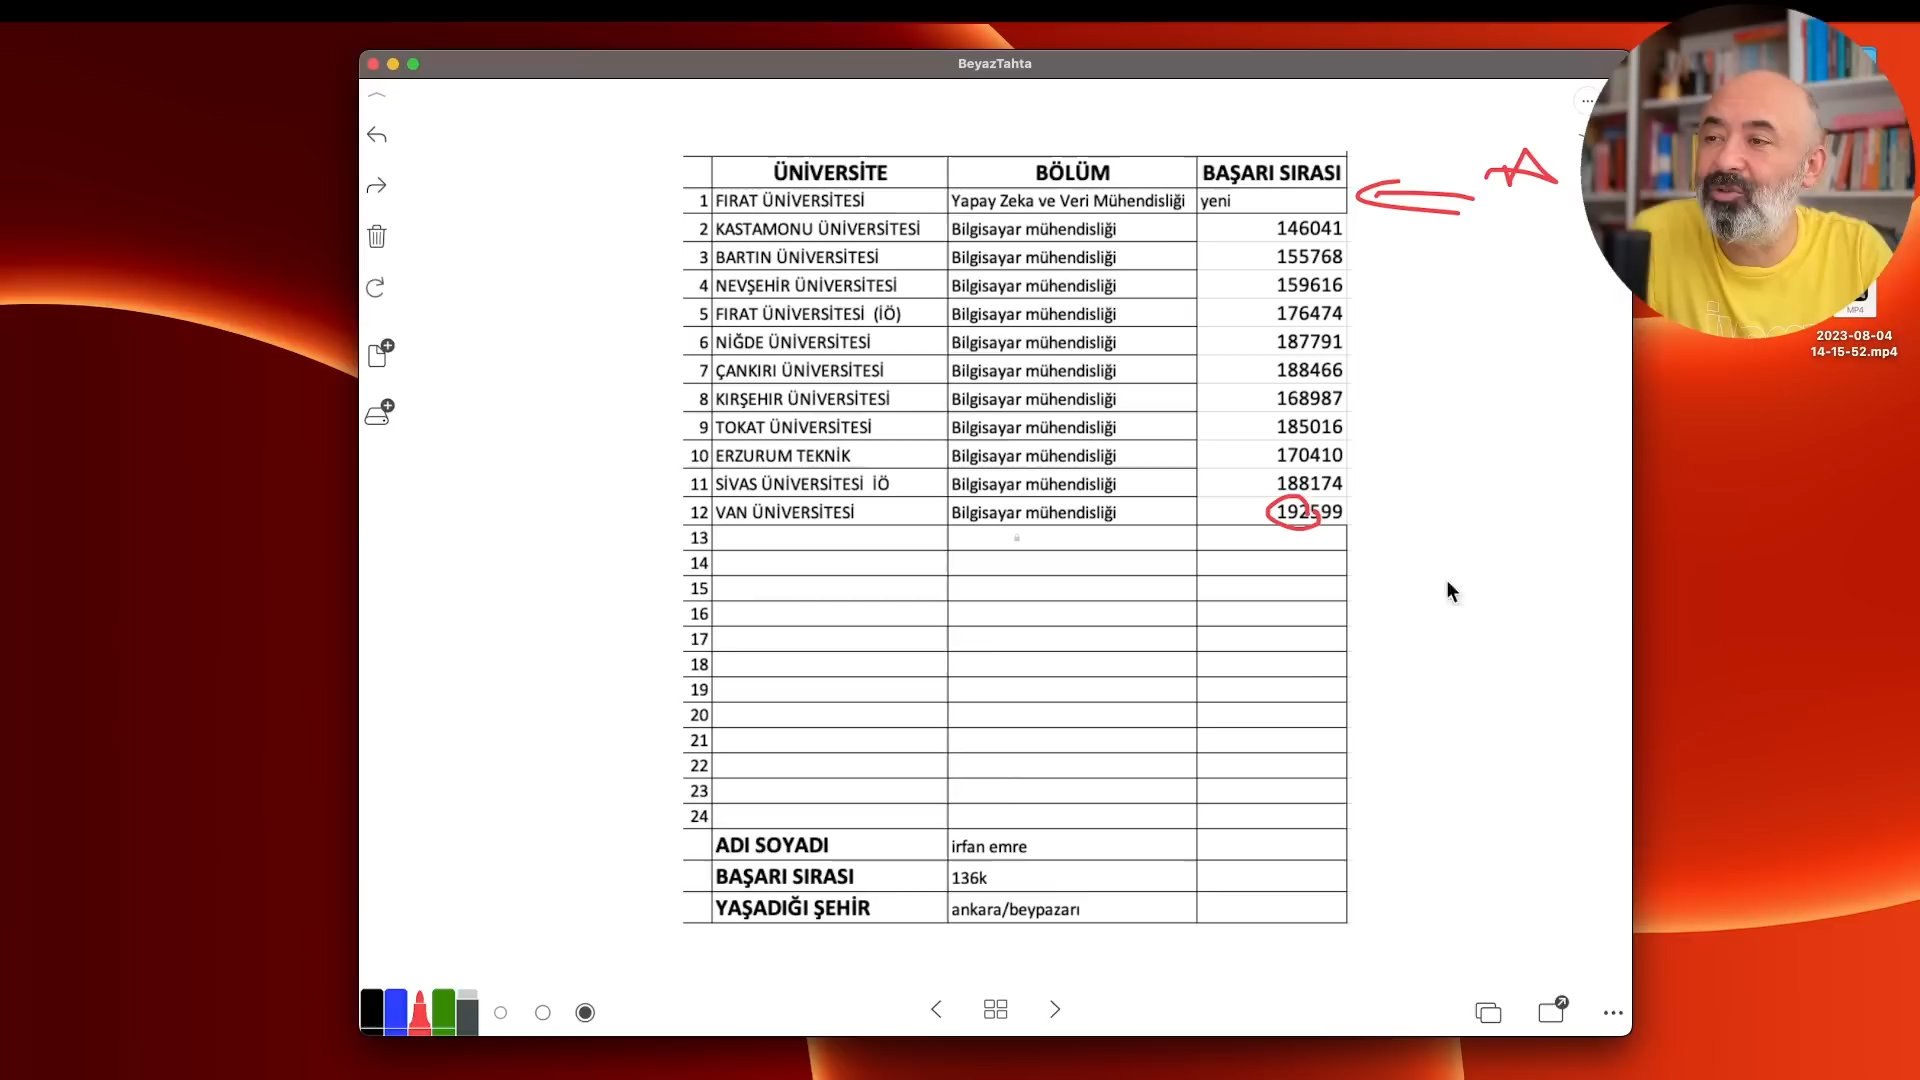 BeyazTahta
ÜNİVERSİTE BÖLÜM BAŞARI SIRASI
1 FIRAT ÜNİVERSİTESİ Yapay Zeka ve Veri Mühendisliği yeni
2 KASTAMONU ÜNİVERSİTESİ Bilgisayar mühendisliği 146041
3 BARTIN ÜNİVERSİTESİ Bilgisayar mühendisliği 155768
4 NEVŞEHİR ÜNİVERSİTESİ Bilgisayar mühendisliği 159616
5 FIRAT ÜNİVERSİTESİ (İÖ) Bilgisayar mühendisliği 176474
6 NİĞDE ÜNİVERSİTESİ Bilgisayar mühendisliği 187791
7 ÇANKIRI ÜNİVERSİTESİ Bilgisayar mühendisliği 188466
8 KIRŞEHIR ÜNİVERSİTESİ Bilgisayar mühendisliği 168987
9 TOKAT ÜNİVERSİTESİ Bilgisayar mühendisliği 185016
10 ERZURUM TEKNİK Bilgisayar mühendisliği 170410
11 SİVAS ÜNİVERSİTESİ İÖ Bilgisayar mühendisliği 188174
12 VAN ÜNİVERSİTESİ Bilgisayar mühendisliği 192599
13
14
15
16
17
18
19
20
21
22
23
24
ADI SOYADI irfan emre
BAŞARI SIRASI 136k
YAŞADIĞI ŞEHİR ankara/beypazarı
MP4
2023-08-04
14-15-52.mp4